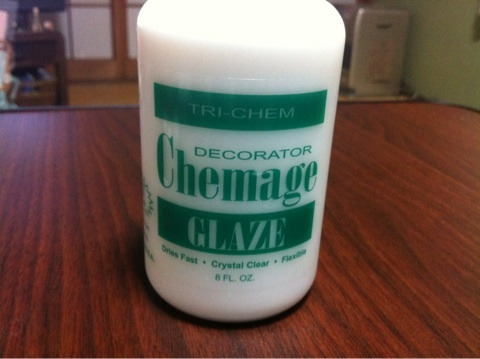 TRI-CHEM
DECORATOR
Chemage
GLAZE
Dries Fast • Crystal Clear • Flexible
8 FL. OZ.